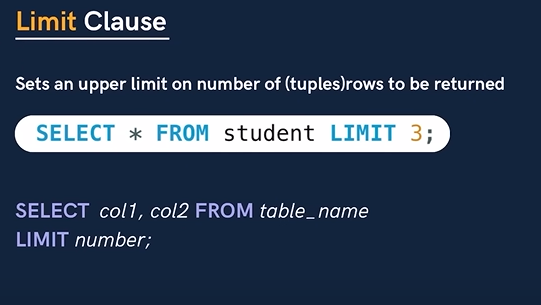 Limit Clause
Sets an upper limit on number of (tuples)rows to be returned
SELECT * FROM student LIMIT 3;
SELECT col1, col2 FROM table_name
LIMIT number;